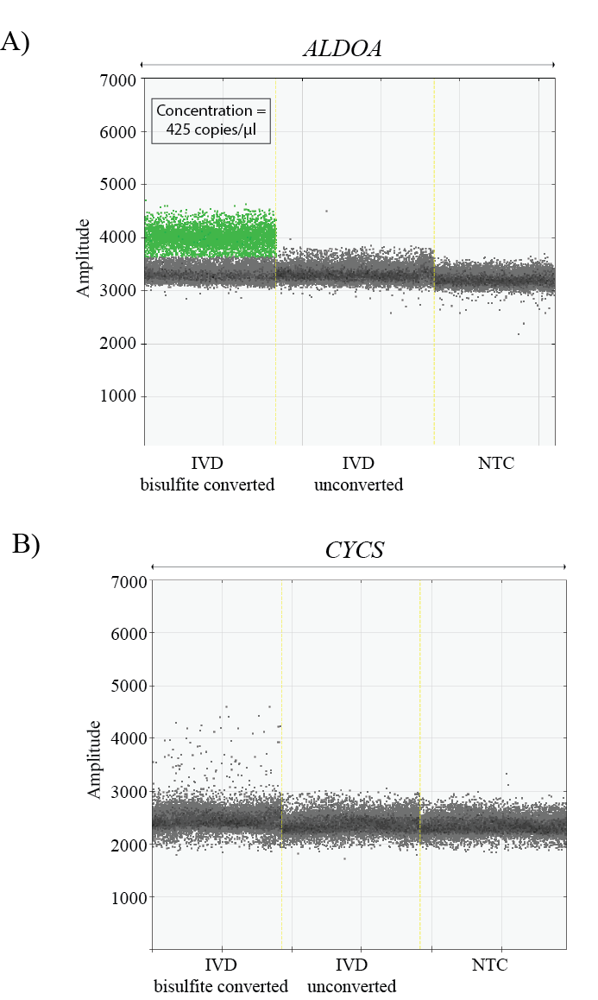 A)
ALDOA
7000
Concentration =
425 copies/µl
6000
5000
4000
3000
2000
1000
Amplitude
IVD
bisulfite converted
IVD
unconverted
NTC
B)
CYCS
7000
6000
5000
4000
3000
2000
1000
Amplitude
IVD
bisulfite converted
IVD
unconverted
NTC